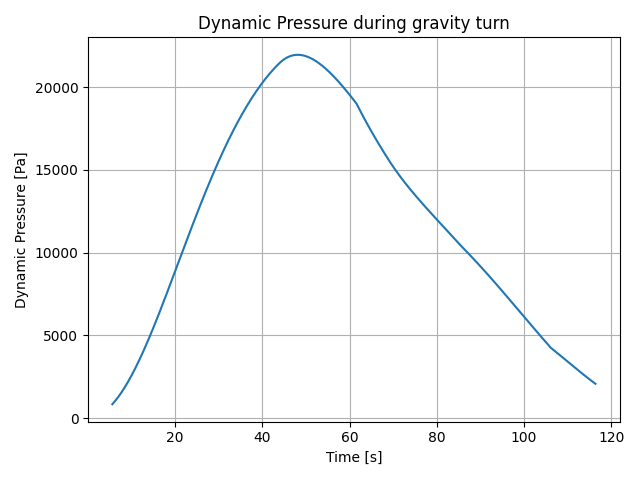 Dynamic Pressure during gravity turn
20000
15000
10000
5000
0
Dynamic Pressure [Pa]
20 40 60 80 100 120
Time [s]